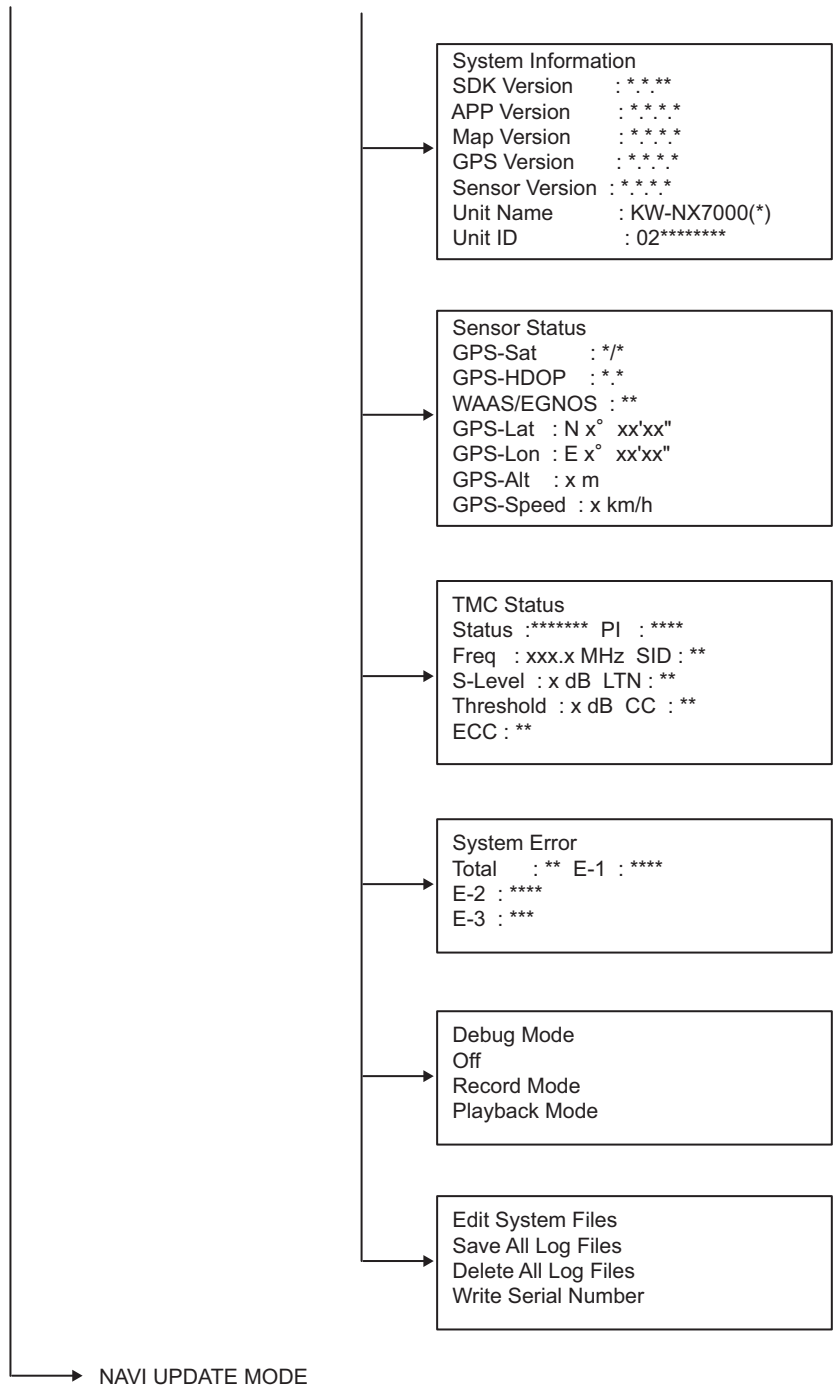 System Information
SDK Version : *.*.**
APP Version : *.*.*.*
Map Version : *.*.*.*
GPS Version : *.*.*.*
Sensor Version : *.*.*.*
Unit Name : KW-NX7000(*)
Unit ID : 02********
Sensor Status
GPS-Sat : */*
GPS-HDOP : *.*
WAAS/EGNOS : **
GPS-Lat : N x° xx'xx"
GPS-Lon : E x° xx'xx"
GPS-Alt : x m
GPS-Speed : x km/h
TMC Status
Status :******* PI : ****
Freq : xxx.x MHz SID : **
S-Level : x dB LTN : **
Threshold : x dB CC : **
ECC : **
System Error
Total : ** E-1 : ****
E-2 : ****
E-3 : ***
Debug Mode
Off
Record Mode
Playback Mode
Edit System Files
Save All Log Files
Delete All Log Files
Write Serial Number
NAVI UPDATE MODE